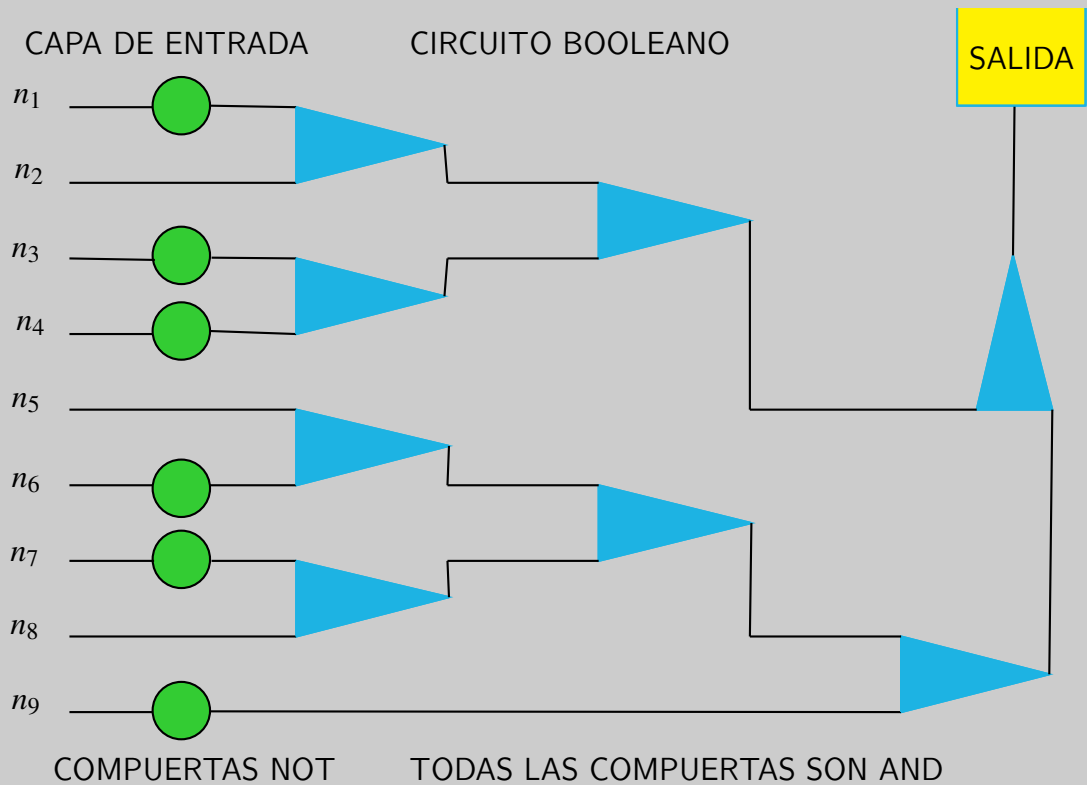 CAPA DE ENTRADA
CIRCUITO BOOLEANO
SALIDA
n1
n2
n3
n4
n5
n6
n7
n8
n9
COMPUERTAS NOT
TODAS LAS COMPUERTAS SON AND